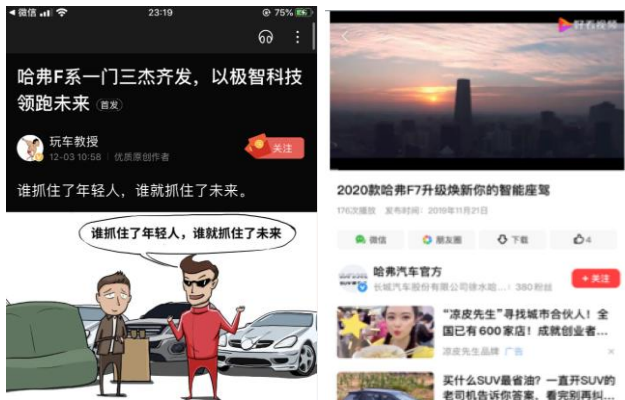 微信
23:19
75%
哈弗F系一门三杰齐发，以极智科技
领跑未来 首发
玩车教授
12-03 10:58 优质原创作者
关注
谁抓住了年轻人，谁就抓住了未来。
谁抓住了年轻人，谁就抓住了未来
好看视频
2020款哈弗F7升级焕新你的智能座驾
176次播放 发布时间：2019年11月21日
微信
朋友圈
下载
4
哈弗汽车官方
长城汽车股份有限公司徐水哈... 380粉丝
+ 关注
“凉皮先生”寻找城市合伙人！全
国已有600家店！成就创业者...
凉皮先生品牌 广告
买什么SUV最省油？一直开SUV的
老司机告诉你答案，看完别再纠...